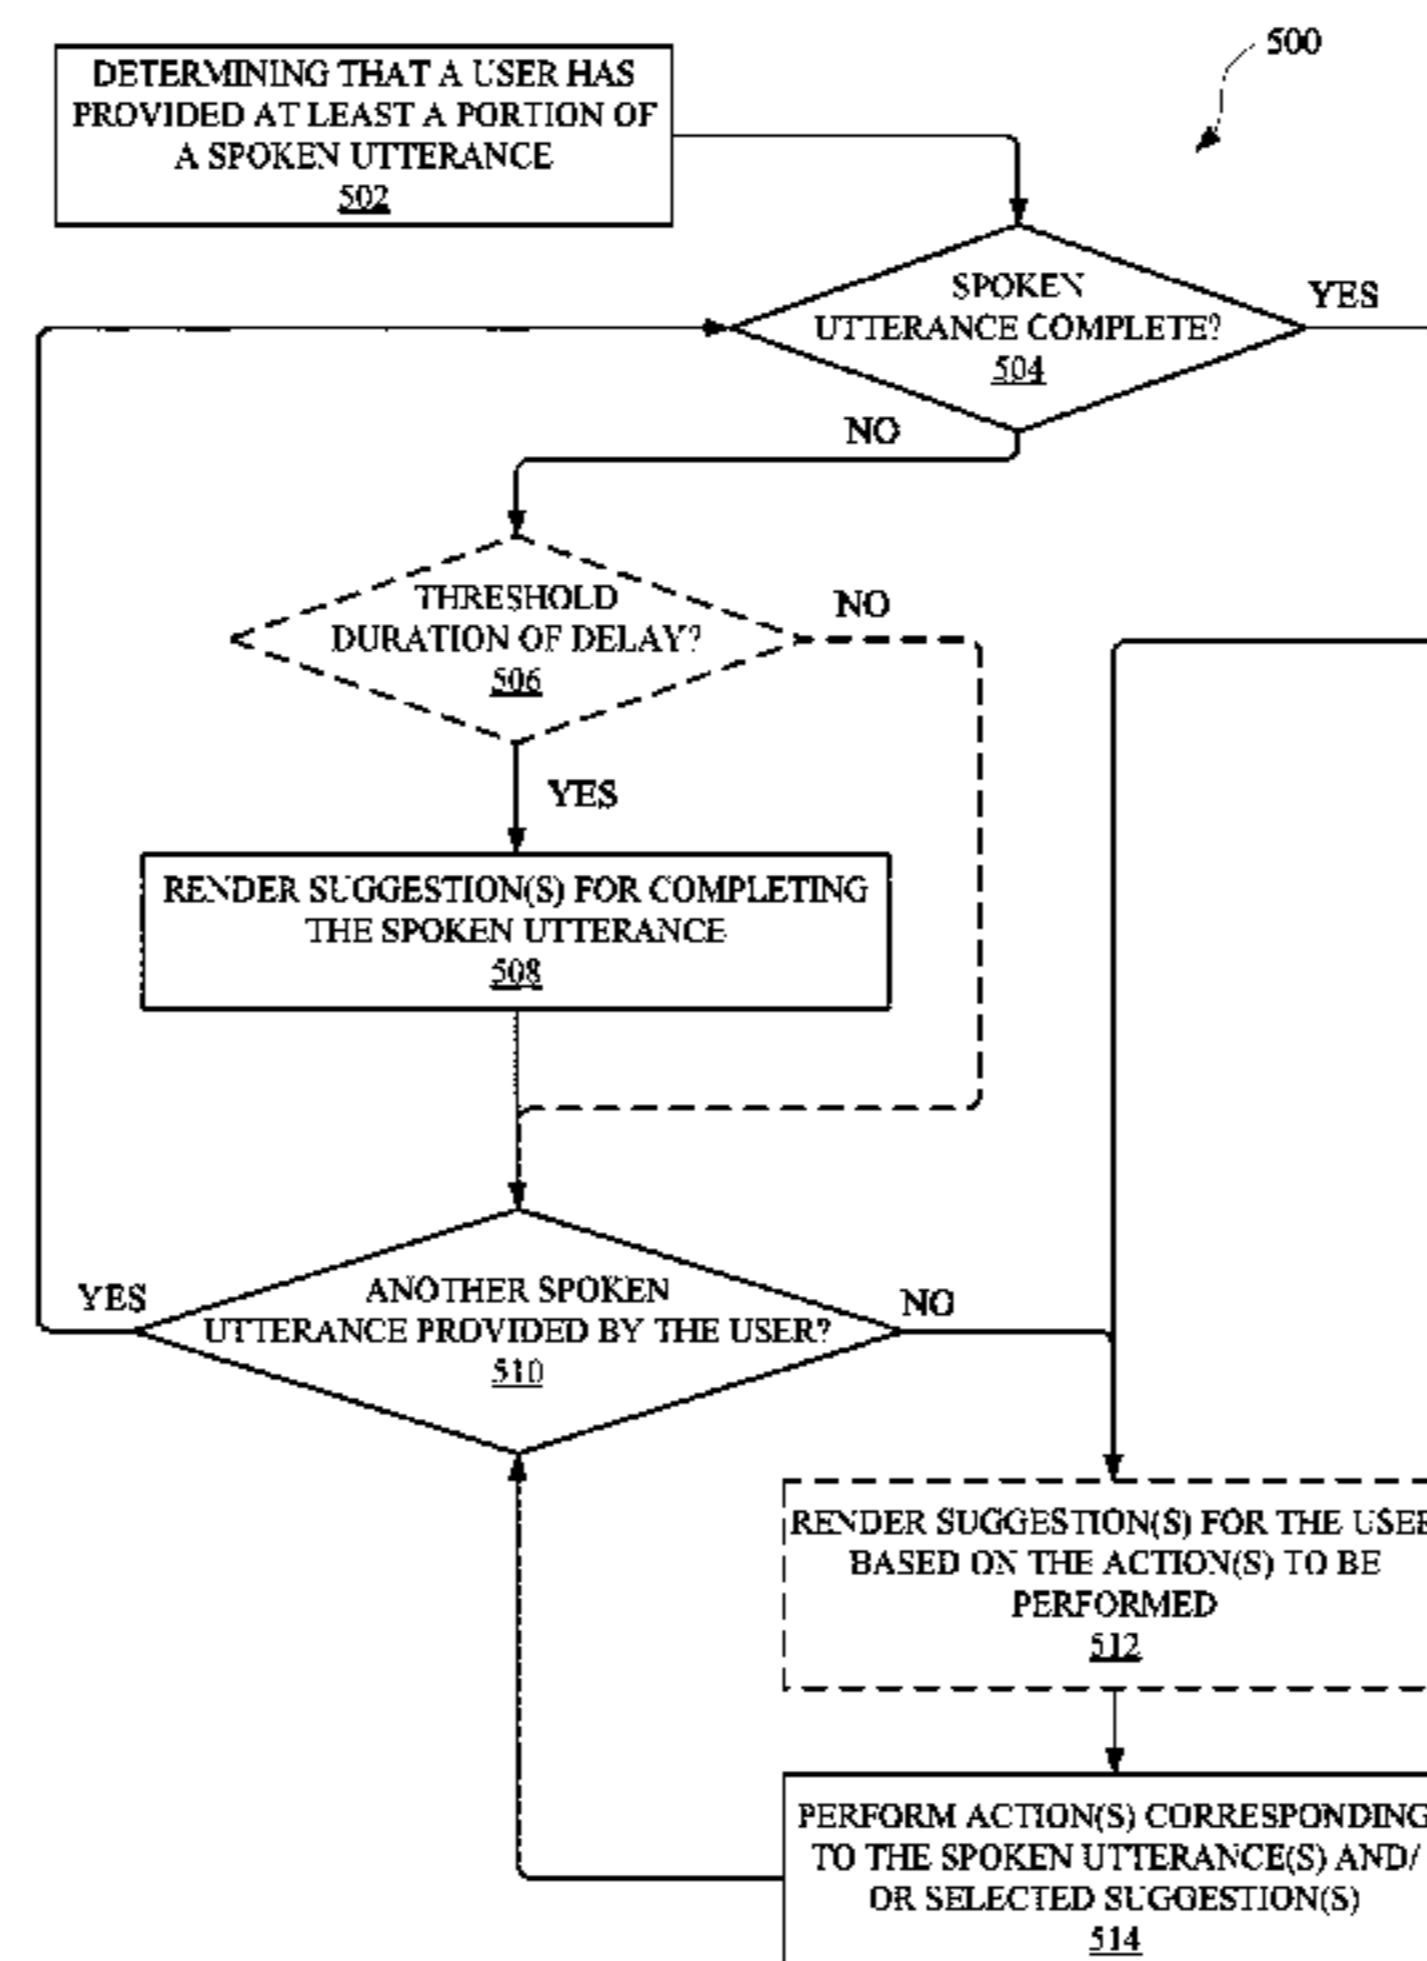 500
DETERMINING THAT A USER HAS
PROVIDED AT LEAST A PORTION OF
A SPOKEN UTTERANCE
502
SPOKEN
UTTERANCE COMPLETE?
504
YES
NO
THRESHOLD
DURATION OF DELAY?
506
NO
YES
RENDER SUGGESTION(S) FOR COMPLETING
THE SPOKEN UTTERANCE
508
YES
ANOTHER SPOKEN
UTTERANCE PROVIDED BY THE USER?
510
NO
RENDER SUGGESTION(S) FOR THE USER
BASED ON THE ACTION(S) TO BE
PERFORMED
512
PERFORM ACTION(S) CORRESPONDING
TO THE SPOKEN UTTERANCE(S) AND/
OR SELECTED SUGGESTION(S)
514